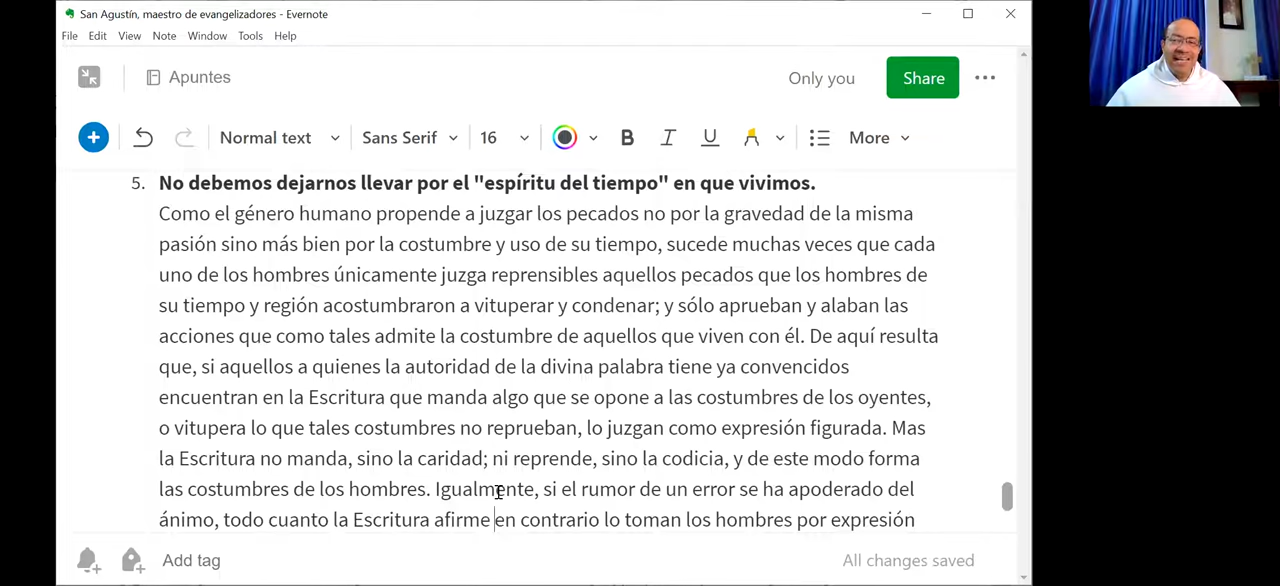 San Agustín, maestro de evangelizadores - Evernote
File Edit View Note Window Tools Help
Apuntes
Only you
Share
Normal text
Sans Serif
16
B I U
More
5. No debemos dejarnos llevar por el "espíritu del tiempo" en que vivimos.
Como el género humano propende a juzgar los pecados no por la gravedad de la misma
pasión sino más bien por la costumbre y uso de su tiempo, sucede muchas veces que cada
uno de los hombres únicamente juzga reprensibles aquellos pecados que los hombres de
su tiempo y región acostumbraron a vituperar y condenar; y sólo aprueban y alaban las
acciones que como tales admite la costumbre de aquellos que viven con él. De aquí resulta
que, si aquellos a quienes la autoridad de la divina palabra tiene ya convencidos
encuentran en la Escritura que manda algo que se opone a las costumbres de los oyentes,
o vitupera lo que tales costumbres no reprueban, lo juzgan como expresión figurada. Mas
la Escritura no manda, sino la caridad; ni reprende, sino la codicia, y de este modo forma
las costumbres de los hombres. Igualmente, si el rumor de un error se ha apoderado del
ánimo, todo cuanto la Escritura afirme en contrario lo toman los hombres por expresión
Add tag
All changes saved